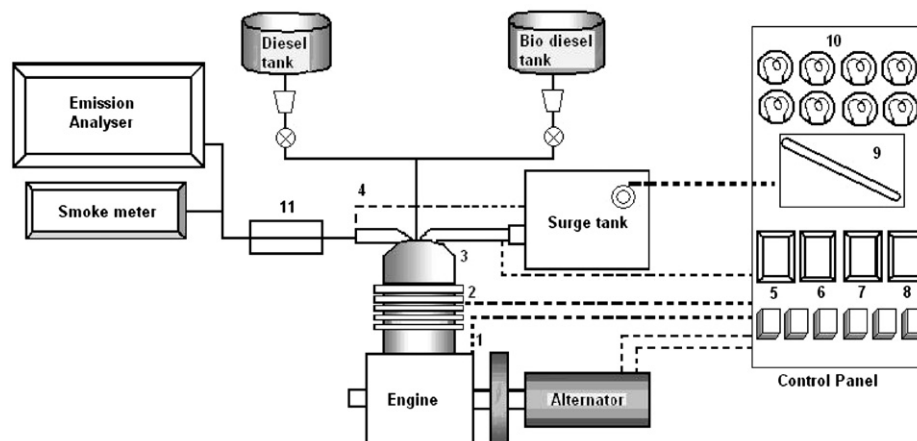 Diesel
tank
Bio diesel
tank
10
Emission
Analyser
9
4
Smoke meter
11
Surge tank
3
2
5 6 7 8
1
Engine
Alternator
Control Panel